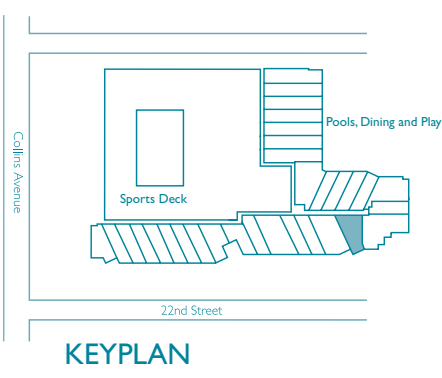 Pools, Dining and Play
Collins Avenue
Sports Deck
22nd Street
KEYPLAN